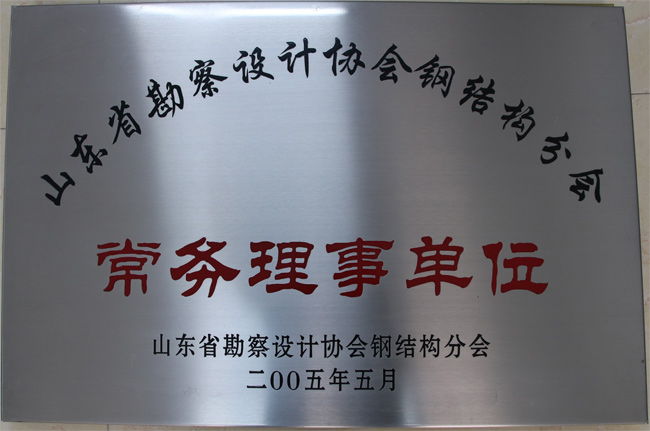 山东省勘察设计协会钢结构分会
常务理事单位
山东省勘察设计协会钢结构分会
二00五年五月